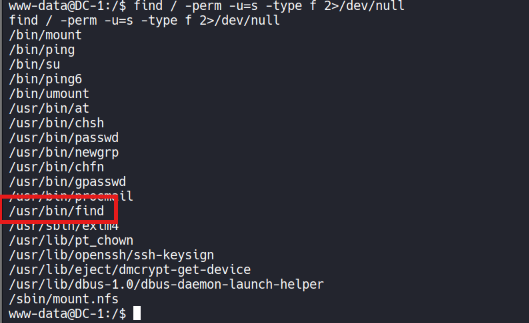 www-data@DC-1:/$ find / -perm -u=s -type f 2>/dev/null
find / -perm -u=s -type f 2>/dev/null
/bin/mount
/bin/ping
/bin/su
/bin/ping6
/bin/umount
/usr/bin/at
/usr/bin/chsh
/usr/bin/passwd
/usr/bin/newgrp
/usr/bin/chfn
/usr/bin/gpasswd
/usr/bin/procmail
/usr/bin/find
/usr/sbin/exim4
/usr/lib/pt_chown
/usr/lib/openssh/ssh-keysign
/usr/lib/eject/dmcrypt-get-device
/usr/lib/dbus-1.0/dbus-daemon-launch-helper
/sbin/mount.nfs
www-data@DC-1:/$